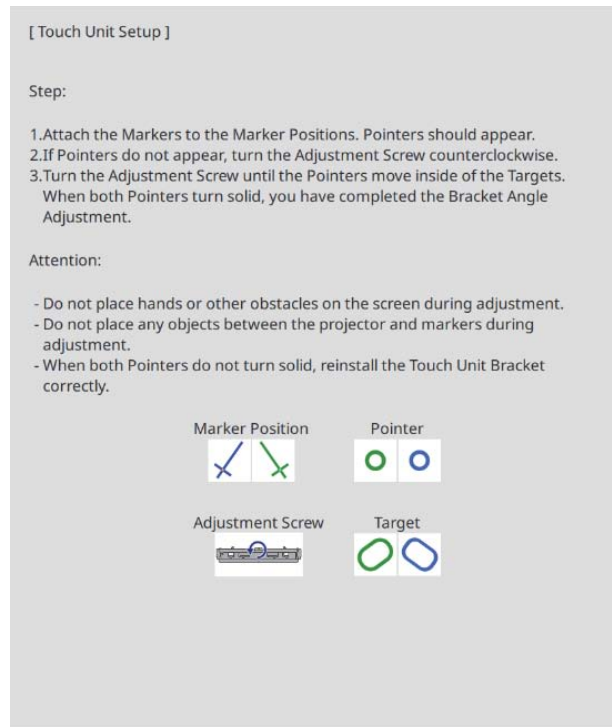 [ Touch Unit Setup ]
Step:
1.Attach the Markers to the Marker Positions. Pointers should appear.
2.If Pointers do not appear, turn the Adjustment Screw counterclockwise.
3.Turn the Adjustment Screw until the Pointers move inside of the Targets.
When both Pointers turn solid, you have completed the Bracket Angle
Adjustment.
Attention:
- Do not place hands or other obstacles on the screen during adjustment.
- Do not place any objects between the projector and markers during
adjustment.
- When both Pointers do not turn solid, reinstall the Touch Unit Bracket
correctly.
Marker Position Pointer
Adjustment Screw Target